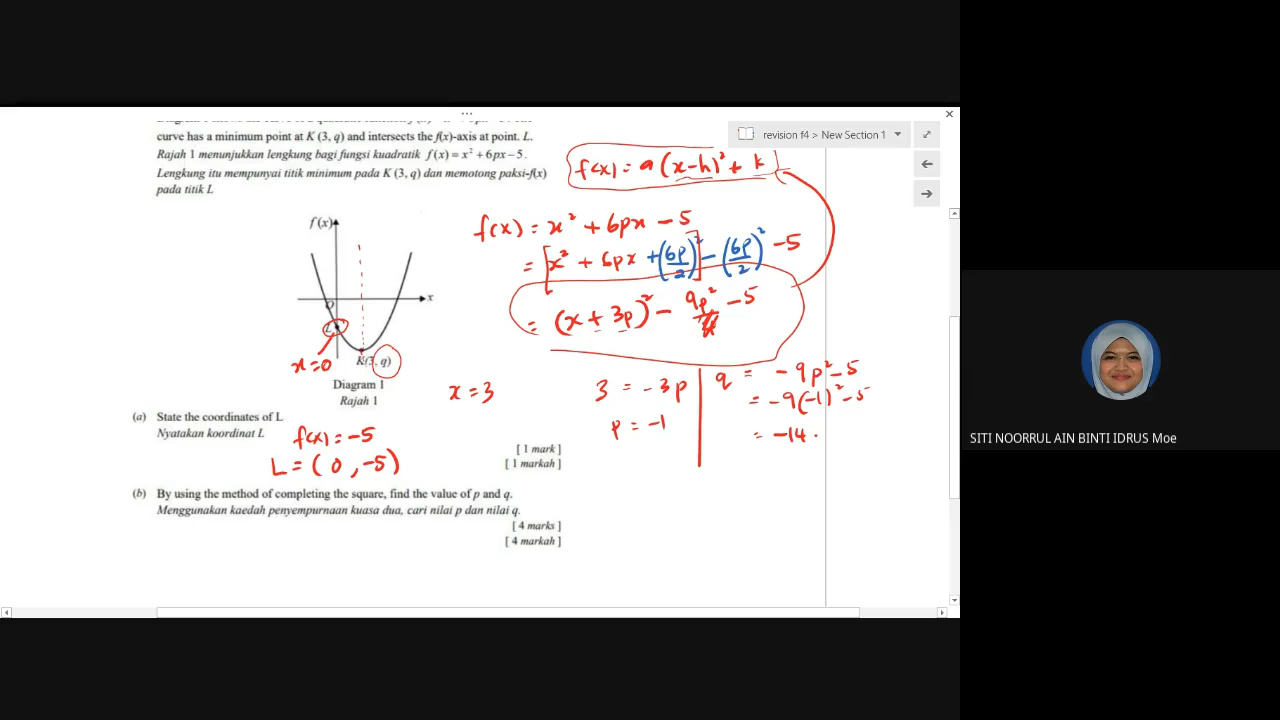 curve has a minimum point at K (3, q) and intersects the f(x)-axis at point. L.
Rajah 1 menunjukkan lengkung bagi fungsi kuadratik f(x) = x² + 6px – 5.
Lengkung itu mempunyai titik minimum pada K (3, q) dan memotong paksi-f(x)
pada titik L
revision f4 > New Section 1
f(x) = a(x-h)² + k
f(x) = x² + 6px - 5
= [x² + 6px + (6p/2)²] - (6p/2)² - 5
= (x + 3p)² - 9p² - 5
f(x)
O
x
L
x=0
K(3, q)
Diagram 1
Rajah 1
x = 3
3 = -3p
p = -1
q = -9p² - 5
= -9(-1)² - 5
= -14.
(a) State the coordinates of L
Nyatakan koordinat L
f(x) = -5
L = (0, -5)
[ 1 mark ]
[ 1 markah ]
(b) By using the method of completing the square, find the value of p and q.
Menggunakan kaedah penyempurnaan kuasa dua, cari nilai p dan nilai q.
[ 4 marks ]
[ 4 markah ]
SITI NOORRUL AIN BINTI IDRUS Moe